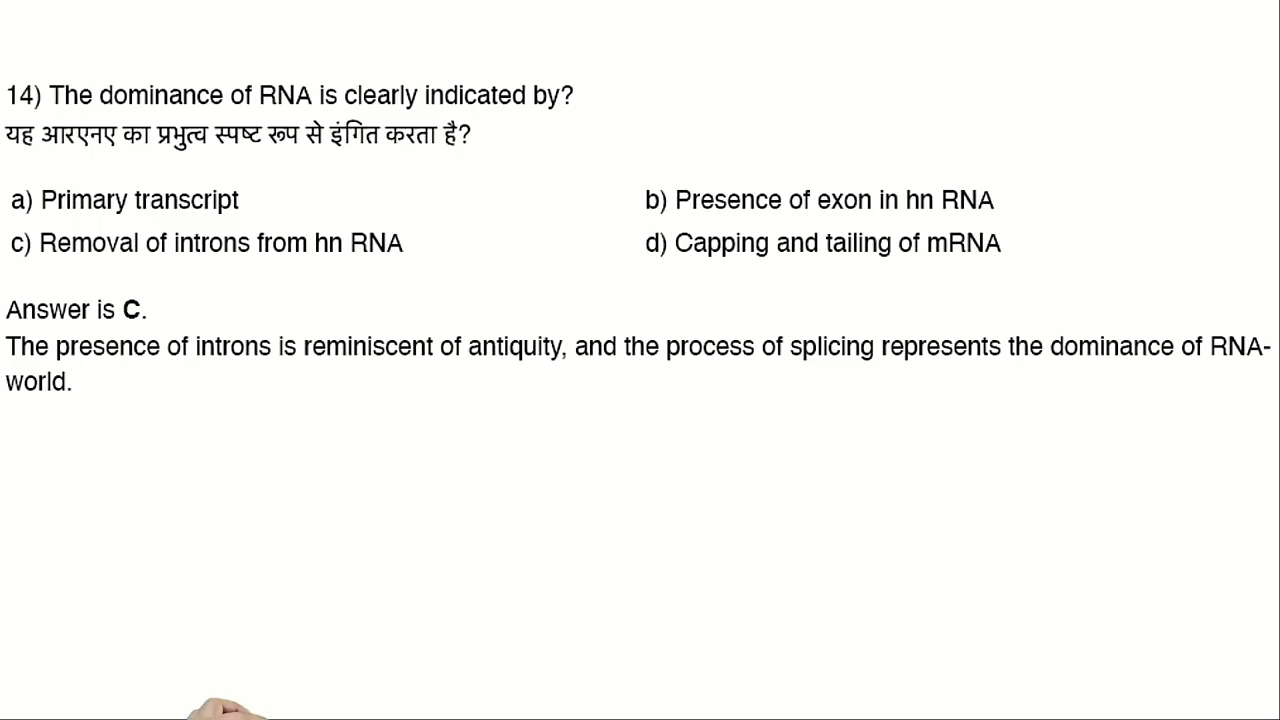 14) The dominance of RNA is clearly indicated by?
यह आरएनए का प्रभुत्व स्पष्ट रूप से इंगित करता है?
a) Primary transcript
b) Presence of exon in hn RNA
c) Removal of introns from hn RNA
d) Capping and tailing of mRNA
Answer is C.
The presence of introns is reminiscent of antiquity, and the process of splicing represents the dominance of RNA-
world.